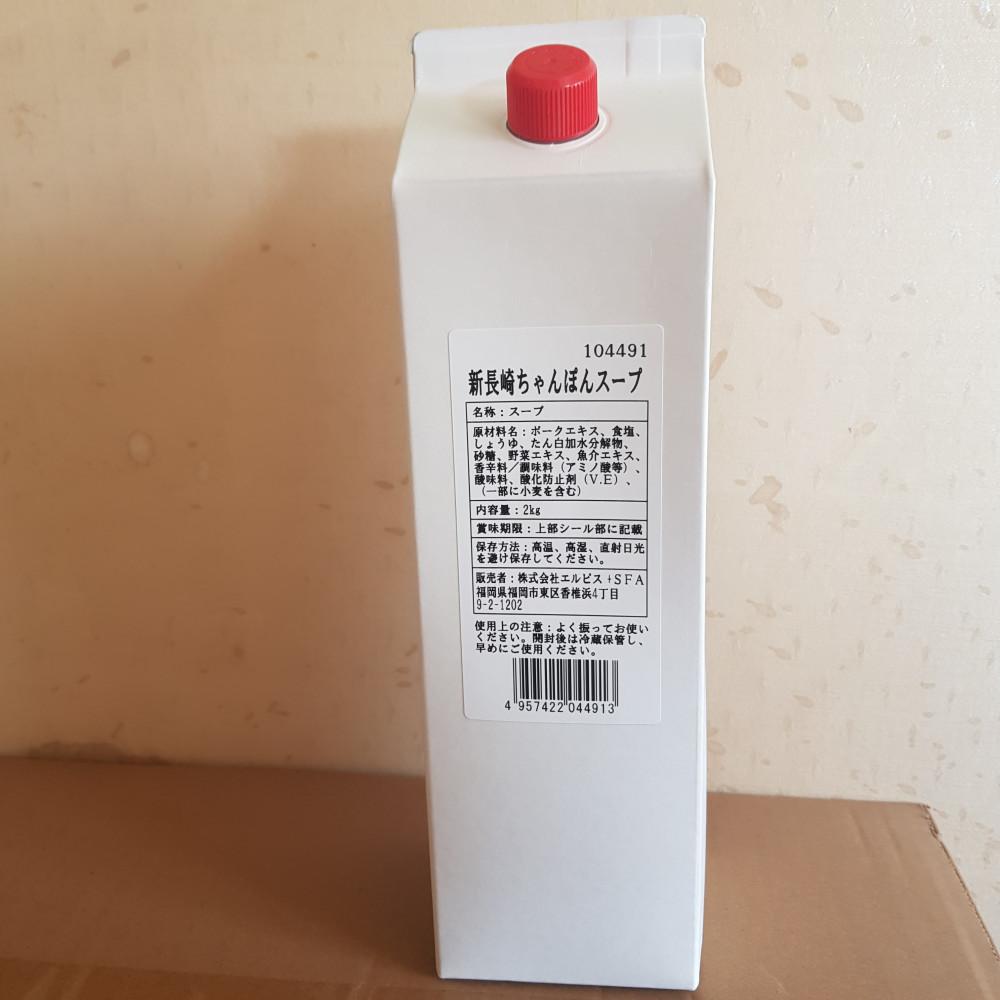 104491
新長崎ちゃんぽんスープ
名称：スープ
原材料名：ポークエキス、食塩、
しょうゆ、たん白加水分解物、
砂糖、野菜エキス、魚介エキス、
香辛料／調味料（アミノ酸等）、
酸味料、酸化防止剤（V.E）、
（一部に小麦を含む）
内容量：2kg
賞味期限：上部シール部に記載
保存方法：高温、高湿、直射日光
を避け保存してください。
販売者：株式会社エルビス +SFA
福岡県福岡市東区香椎浜4丁目
9-2-1202
使用上の注意：よく振ってお使い
ください。開封後は冷蔵保管し、
早めにご使用ください。
4 957422 044913